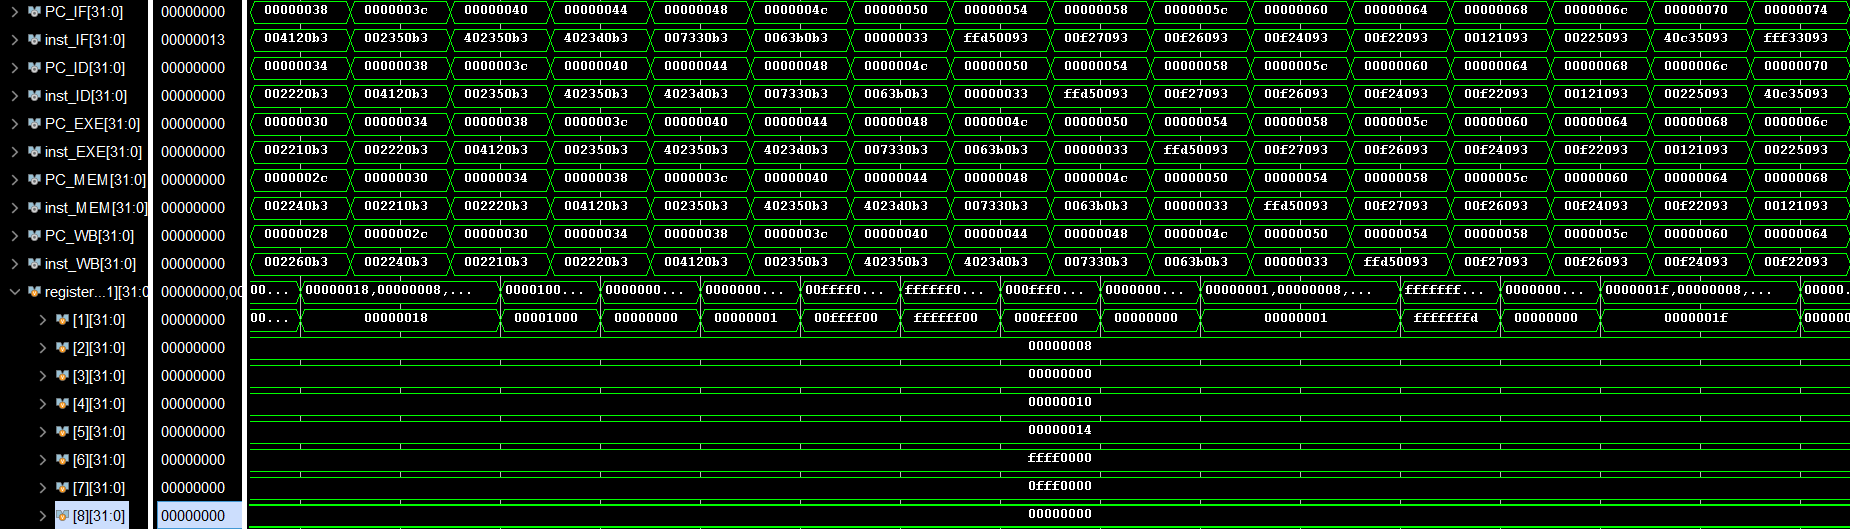 PC_IF[31:0] 00000000 00000038 0000003c 00000040 00000044 00000048 0000004c 00000050 00000054 00000058 0000005c 00000060 00000064 00000068 0000006c 00000070 00000074
inst_IF[31:0] 00000013 004120b3 002350b3 402350b3 4023d0b3 007330b3 0063b0b3 00000033 ffd50093 00f27093 00f26093 00f24093 00f22093 00121093 00225093 40c35093 fff33093
PC_ID[31:0] 00000000 00000034 00000038 0000003c 00000040 00000044 00000048 0000004c 00000050 00000054 00000058 0000005c 00000060 00000064 00000068 0000006c 00000070
inst_ID[31:0] 00000000 002220b3 004120b3 002350b3 402350b3 4023d0b3 007330b3 0063b0b3 00000033 ffd50093 00f27093 00f26093 00f24093 00f22093 00121093 00225093 40c35093
PC_EXE[31:0] 00000000 00000030 00000034 00000038 0000003c 00000040 00000044 00000048 0000004c 00000050 00000054 00000058 0000005c 00000060 00000064 00000068 0000006c
inst_EXE[31:0] 00000000 002210b3 002220b3 004120b3 002350b3 402350b3 4023d0b3 007330b3 0063b0b3 00000033 ffd50093 00f27093 00f26093 00f24093 00f22093 00121093 00225093
PC_MEM[31:0] 00000000 0000002c 00000030 00000034 00000038 0000003c 00000040 00000044 00000048 0000004c 00000050 00000054 00000058 0000005c 00000060 00000064 00000068
inst_MEM[31:0] 00000000 002240b3 002210b3 002220b3 004120b3 002350b3 402350b3 4023d0b3 007330b3 0063b0b3 00000033 ffd50093 00f27093 00f26093 00f24093 00f22093 00121093
PC_WB[31:0] 00000000 00000028 0000002c 00000030 00000034 00000038 0000003c 00000040 00000044 00000048 0000004c 00000050 00000054 00000058 0000005c 00000060 00000064
inst_WB[31:0] 00000000 002260b3 002240b3 002210b3 002220b3 004120b3 002350b3 402350b3 4023d0b3 007330b3 0063b0b3 00000033 ffd50093 00f27093 00f26093 00f24093 00f22093
register...1][31:0 00000000,00 00... 00000018,00000008,... 0000100... 0000000... 0000000... 00ffff0... ffffff0... 000fff0... 0000000... 00000001,00000008,... fffffff... 0000000... 0000001f,00000008,... 00000.
[1][31:0] 00000000 00... 00000018 00001000 00000000 00000001 00ffff00 ffffff00 000fff00 00000000 00000001 fffffffd 00000000 0000001f 000000
[2][31:0] 00000000 00000008
[3][31:0] 00000000 00000000
[4][31:0] 00000000 00000010
[5][31:0] 00000000 00000014
[6][31:0] 00000000 ffff0000
[7][31:0] 00000000 0fff0000
[8][31:0] 00000000 00000000